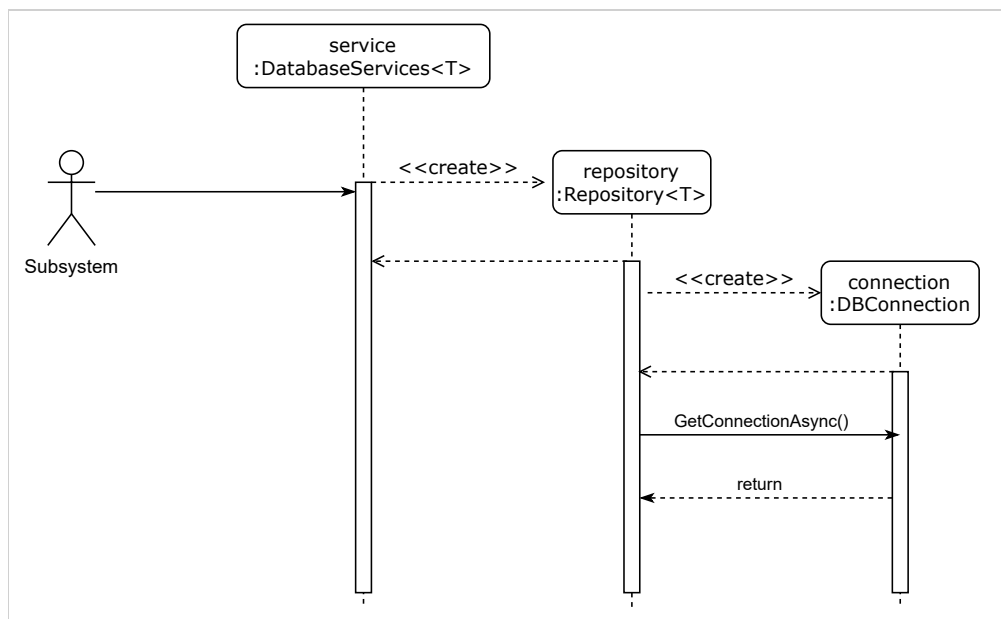 service
:DatabaseServices<T>
<<create>>
repository
:Repository<T>
Subsystem
<<create>>
connection
:DBConnection
GetConnectionAsync()
return